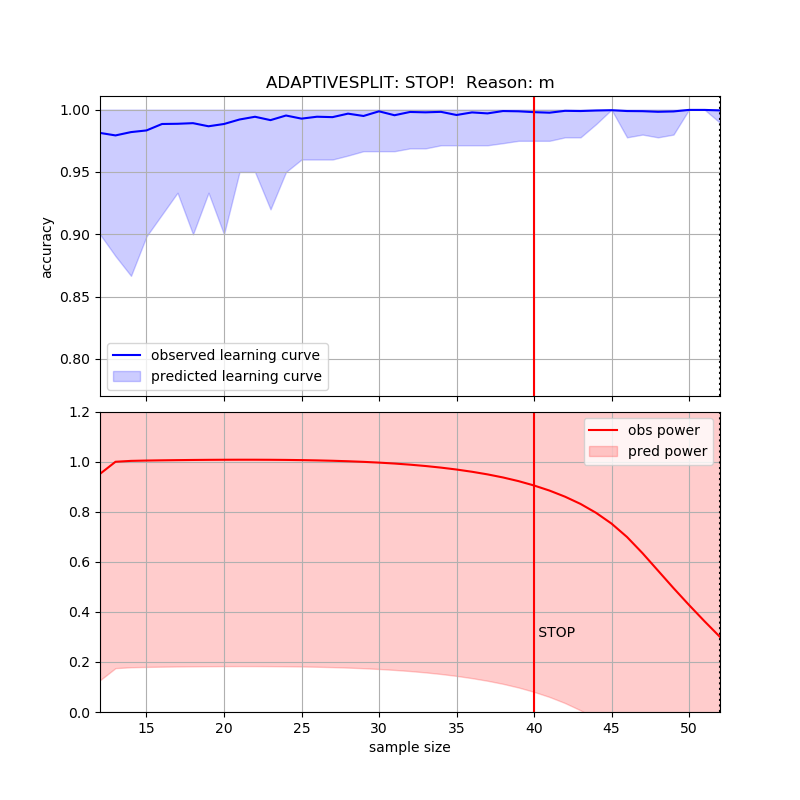 ADAPTIVESPLIT: STOP!  Reason: m
1.00
0.95
0.90
0.85
0.80
accuracy
observed learning curve
predicted learning curve
1.2
1.0
0.8
0.6
0.4
0.2
0.0
obs power
pred power
STOP
15 20 25 30 35 40 45 50
sample size